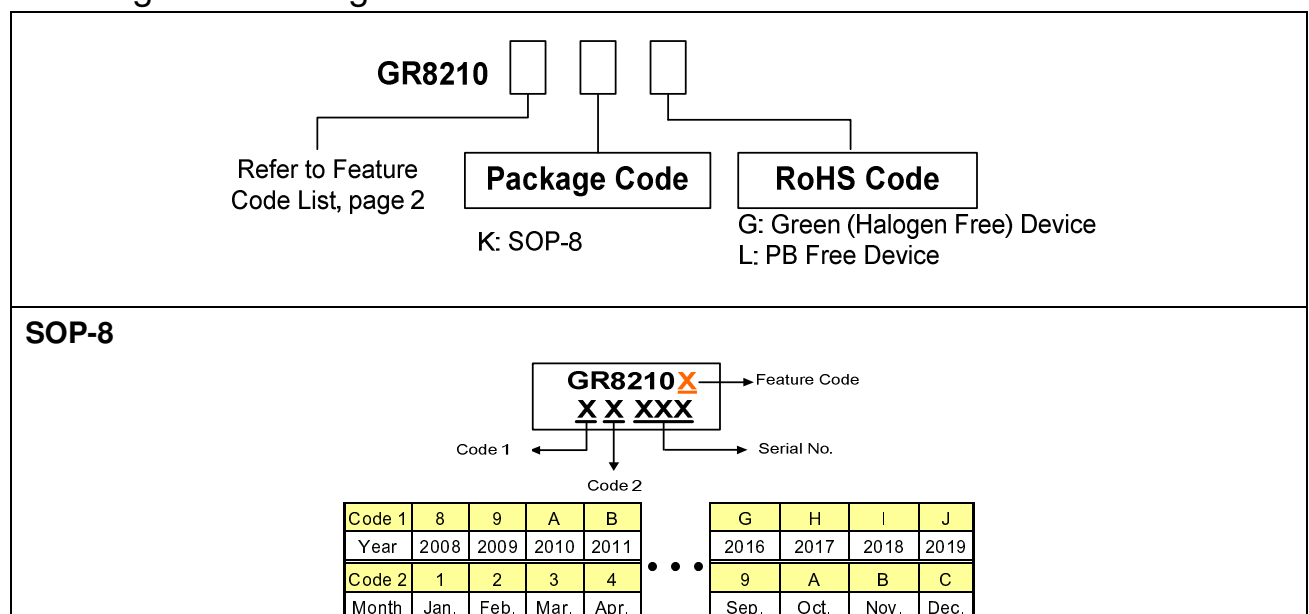 GR8210
Refer to Feature
Code List, page 2
Package Code
K: SOP-8
RoHS Code
G: Green (Halogen Free) Device
L: PB Free Device
SOP-8
GR8210X
Feature Code
X X XXX
Code 1
Serial No.
Code 2
Code 1 8 9 A B G H I J
Year 2008 2009 2010 2011 • • • 2016 2017 2018 2019
Code 2 1 2 3 4 9 A B C
Month Jan. Feb. Mar. Apr. Sep. Oct. Nov. Dec.